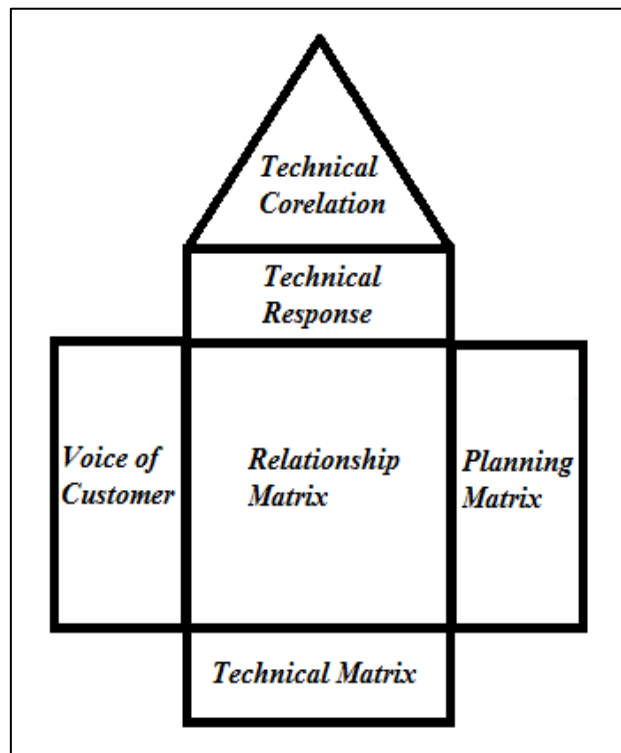 Technical
Corelation
Technical
Response
Voice of
Customer
Relationship
Matrix
Planning
Matrix
Technical Matrix